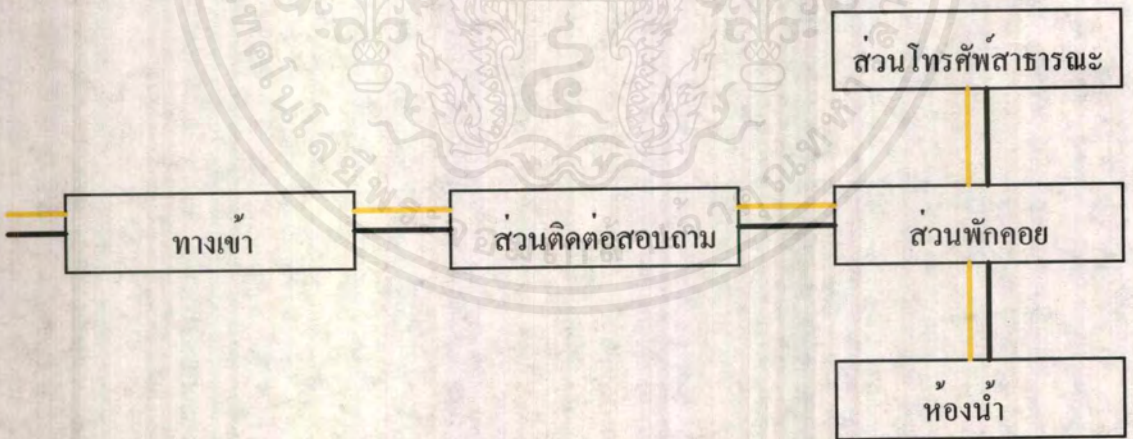 ส่วนโทรศัพ์สาธารณะ
ทางเข้า
ส่วนติดต่อสอบถาม
ส่วนพักคอย
ห้องน้ำ